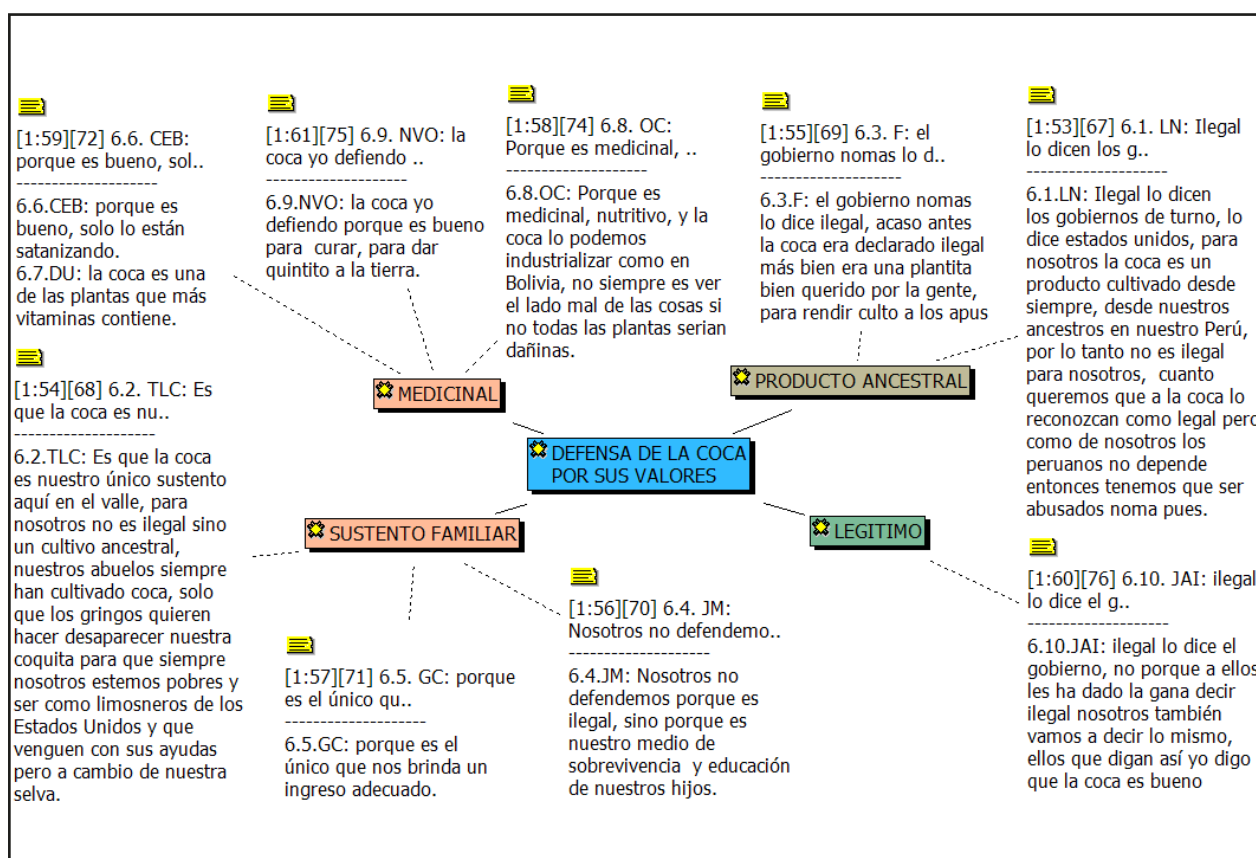 [1:59][72] 6.6. CEB:
porque es bueno, sol..
--------------------
6.6.CEB: porque es
bueno, solo lo están
satanizando.
6.7.DU: la coca es una
de las plantas que más
vitaminas contiene.
[1:61][75] 6.9. NVO: la
coca yo defiendo ..
--------------------
6.9.NVO: la coca yo
defiendo porque es bueno
para  curar, para dar
quintito a la tierra.
[1:58][74] 6.8. OC:
Porque es medicinal, ..
--------------------
6.8.OC: Porque es
medicinal, nutritivo, y la
coca lo podemos
industrializar como en
Bolivia, no siempre es ver
el lado mal de las cosas si
no todas las plantas serian
dañinas.
[1:55][69] 6.3. F: el
gobierno nomas lo d..
--------------------
6.3.F: el gobierno nomas
lo dice ilegal, acaso antes
la coca era declarado ilegal
más bien era una plantita
bien querido por la gente,
para rendir culto a los apus
[1:53][67] 6.1. LN: Ilegal
lo dicen los g..
--------------------
6.1.LN: Ilegal lo dicen
los gobiernos de turno, lo
dice estados unidos, para
nosotros la coca es un
producto cultivado desde
siempre, desde nuestros
ancestros en nuestro Perú,
por lo tanto no es ilegal
para nosotros,  cuanto
queremos que a la coca lo
reconozcan como legal pero
como de nosotros los
peruanos no depende
entonces tenemos que ser
abusados noma pues.
MEDICINAL
PRODUCTO ANCESTRAL
DEFENSA DE LA COCA
POR SUS VALORES
SUSTENTO FAMILIAR
LEGITIMO
[1:54][68] 6.2. TLC: Es
que la coca es nu..
--------------------
6.2.TLC: Es que la coca
es nuestro único sustento
aquí en el valle, para
nosotros no es ilegal sino
un cultivo ancestral,
nuestros abuelos siempre
han cultivado coca, solo
que los gringos quieren
hacer desaparecer nuestra
coquita para que siempre
nosotros estemos pobres y
ser como limosneros de los
Estados Unidos y que
venguen con sus ayudas
pero a cambio de nuestra
selva.
[1:57][71] 6.5. GC: porque
es el único qu..
--------------------
6.5.GC: porque es el
único que nos brinda un
ingreso adecuado.
[1:56][70] 6.4. JM:
Nosotros no defendemo..
--------------------
6.4.JM: Nosotros no
defendemos porque es
ilegal, sino porque es
nuestro medio de
sobrevivencia  y educación
de nuestros hijos.
[1:60][76] 6.10. JAI: ilegal
lo dice el g..
--------------------
6.10.JAI: ilegal lo dice el
gobierno, no porque a ellos
les ha dado la gana decir
ilegal nosotros también
vamos a decir lo mismo,
ellos que digan así yo digo
que la coca es bueno